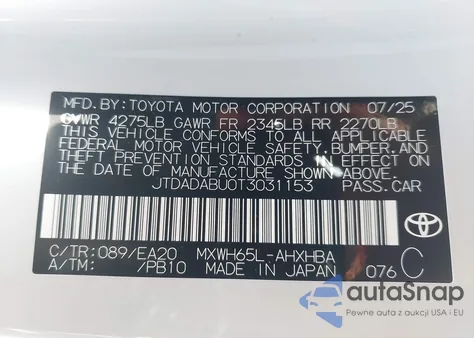 MFD.BY:TOYOTA MOTOR CORPORATION 07/25
GVWR 4275LB GAWR FR 2345LB RR 2270LB
THIS VEHICLE CONFORMS TO ALL APPLICABLE
FEDERAL MOTOR VEHICLE SAFETY,BUMPER,AND
THEFT PREVENTION STANDARDS IN EFFECT
ON THE DATE OF MANUFACTURE SHOWN ABOVE.
JTDADABU0T3031153 PASS.CAR
TOYOTA
C/TR:089/EA20 MXWH65L-AHXHBA
A/TM: /PB10 MADE IN JAPAN 076 C
autoSnap
Pewne auta z aukcji USA i EU